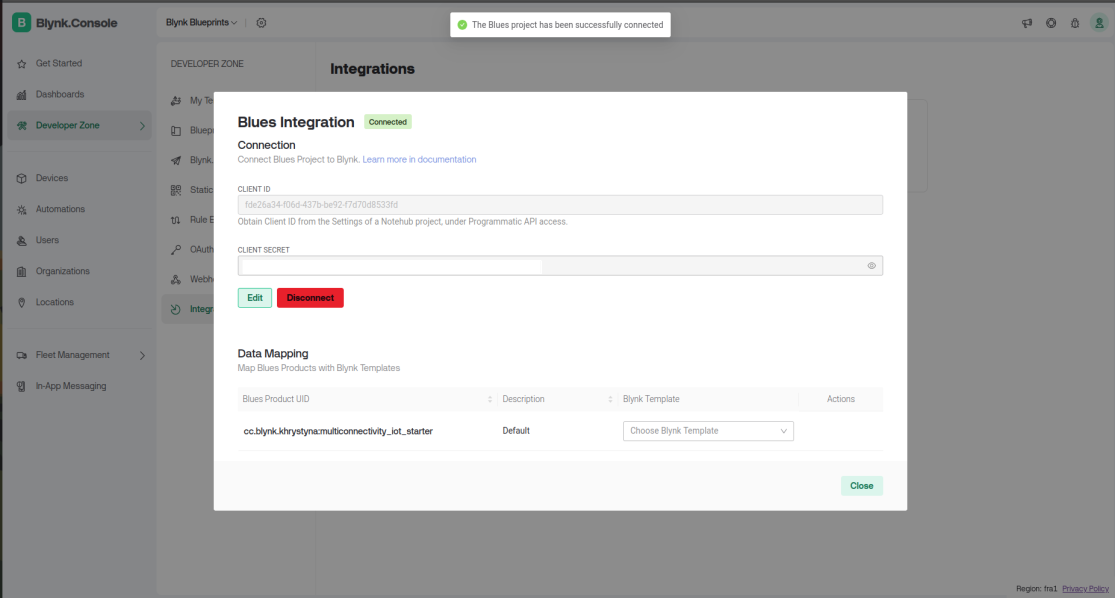 B Blynk.Console
Blynk Blueprints
The Blues project has been successfully connected
Get Started
Dashboards
Developer Zone
Devices
Automations
Users
Organizations
Locations
Fleet Management
In-App Messaging
DEVELOPER ZONE
My Te
Bluepr
Blynk.
Static
Rule E
OAuth
Webh
Integr
Integrations
Blues Integration Connected
Connection
Connect Blues Project to Blynk. Learn more in documentation
CLIENT ID
fde26a34-f06d-437b-be92-f7d70d8533fd
Obtain Client ID from the Settings of a Notehub project, under Programmatic API access.
CLIENT SECRET
Edit Disconnect
Data Mapping
Map Blues Products with Blynk Templates
Blues Product UID Description Blynk Template Actions
cc.blynk.khrystyna:multiconnectivity_iot_starter Default Choose Blynk Template
Close
Region: fra1 Privacy Policy